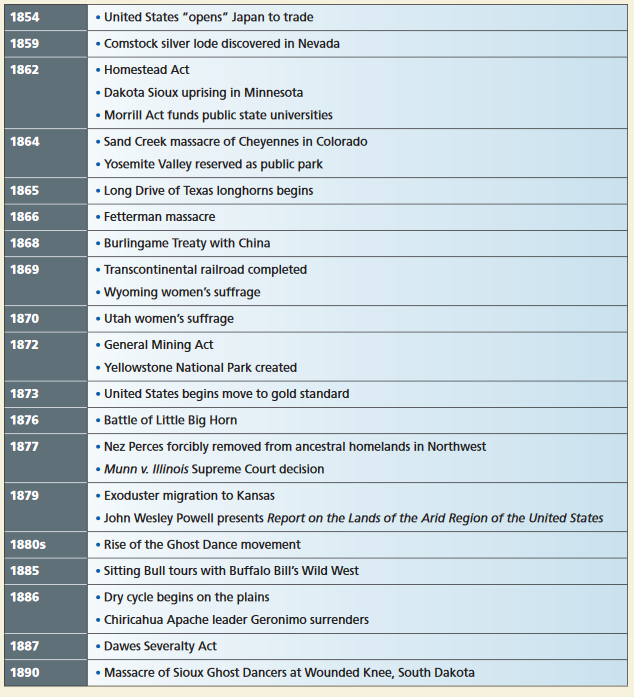 1854
• United States “opens” Japan to trade
1859
• Comstock silver lode discovered in Nevada
1862
• Homestead Act
• Dakota Sioux uprising in Minnesota
• Morrill Act funds public state universities
1864
• Sand Creek massacre of Cheyennes in Colorado
• Yosemite Valley reserved as public park
1865
• Long Drive of Texas longhorns begins
1866
• Fetterman massacre
1868
• Burlingame Treaty with China
1869
• Transcontinental railroad completed
• Wyoming women’s suffrage
1870
• Utah women’s suffrage
1872
• General Mining Act
• Yellowstone National Park created
1873
• United States begins move to gold standard
1876
• Battle of Little Big Horn
1877
• Nez Perces forcibly removed from ancestral homelands in Northwest
• Munn v. Illinois Supreme Court decision
1879
• Exoduster migration to Kansas
• John Wesley Powell presents Report on the Lands of the Arid Region of the United States
1880s
• Rise of the Ghost Dance movement
1885
• Sitting Bull tours with Buffalo Bill’s Wild West
1886
• Dry cycle begins on the plains
• Chiricahua Apache leader Geronimo surrenders
1887
• Dawes Severalty Act
1890
• Massacre of Sioux Ghost Dancers at Wounded Knee, South Dakota